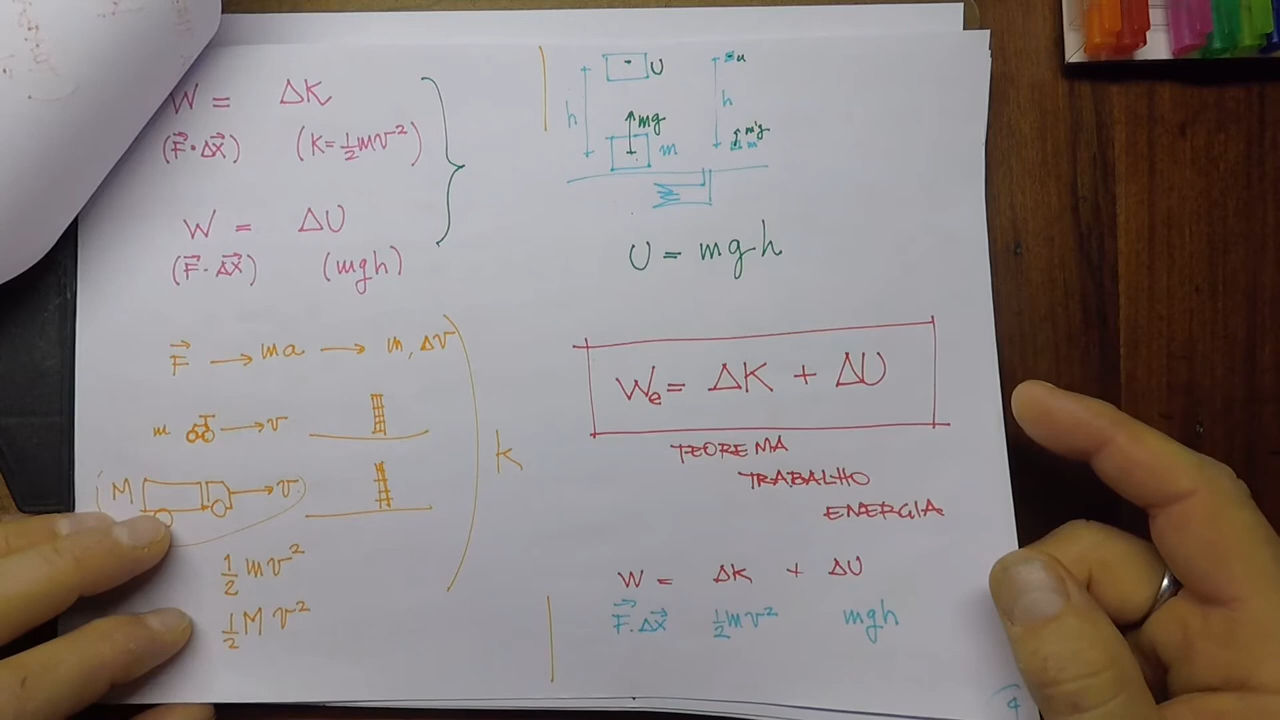 W = ΔK
(F⃗·Δx⃗) (K=½mv²)
W = ΔU
(F⃗·Δx⃗) (mgh)
F⃗ → ma → m, Δv
m → v
M → v
k
½mv²
½Mv²
U
u
h
h
mg
m'g
m
m'
U = mgh
We = ΔK + ΔU
TEOREMA
TRABALHO
ENERGIA
W = ΔK + ΔU
F⃗·Δx⃗ ½mv² mgh